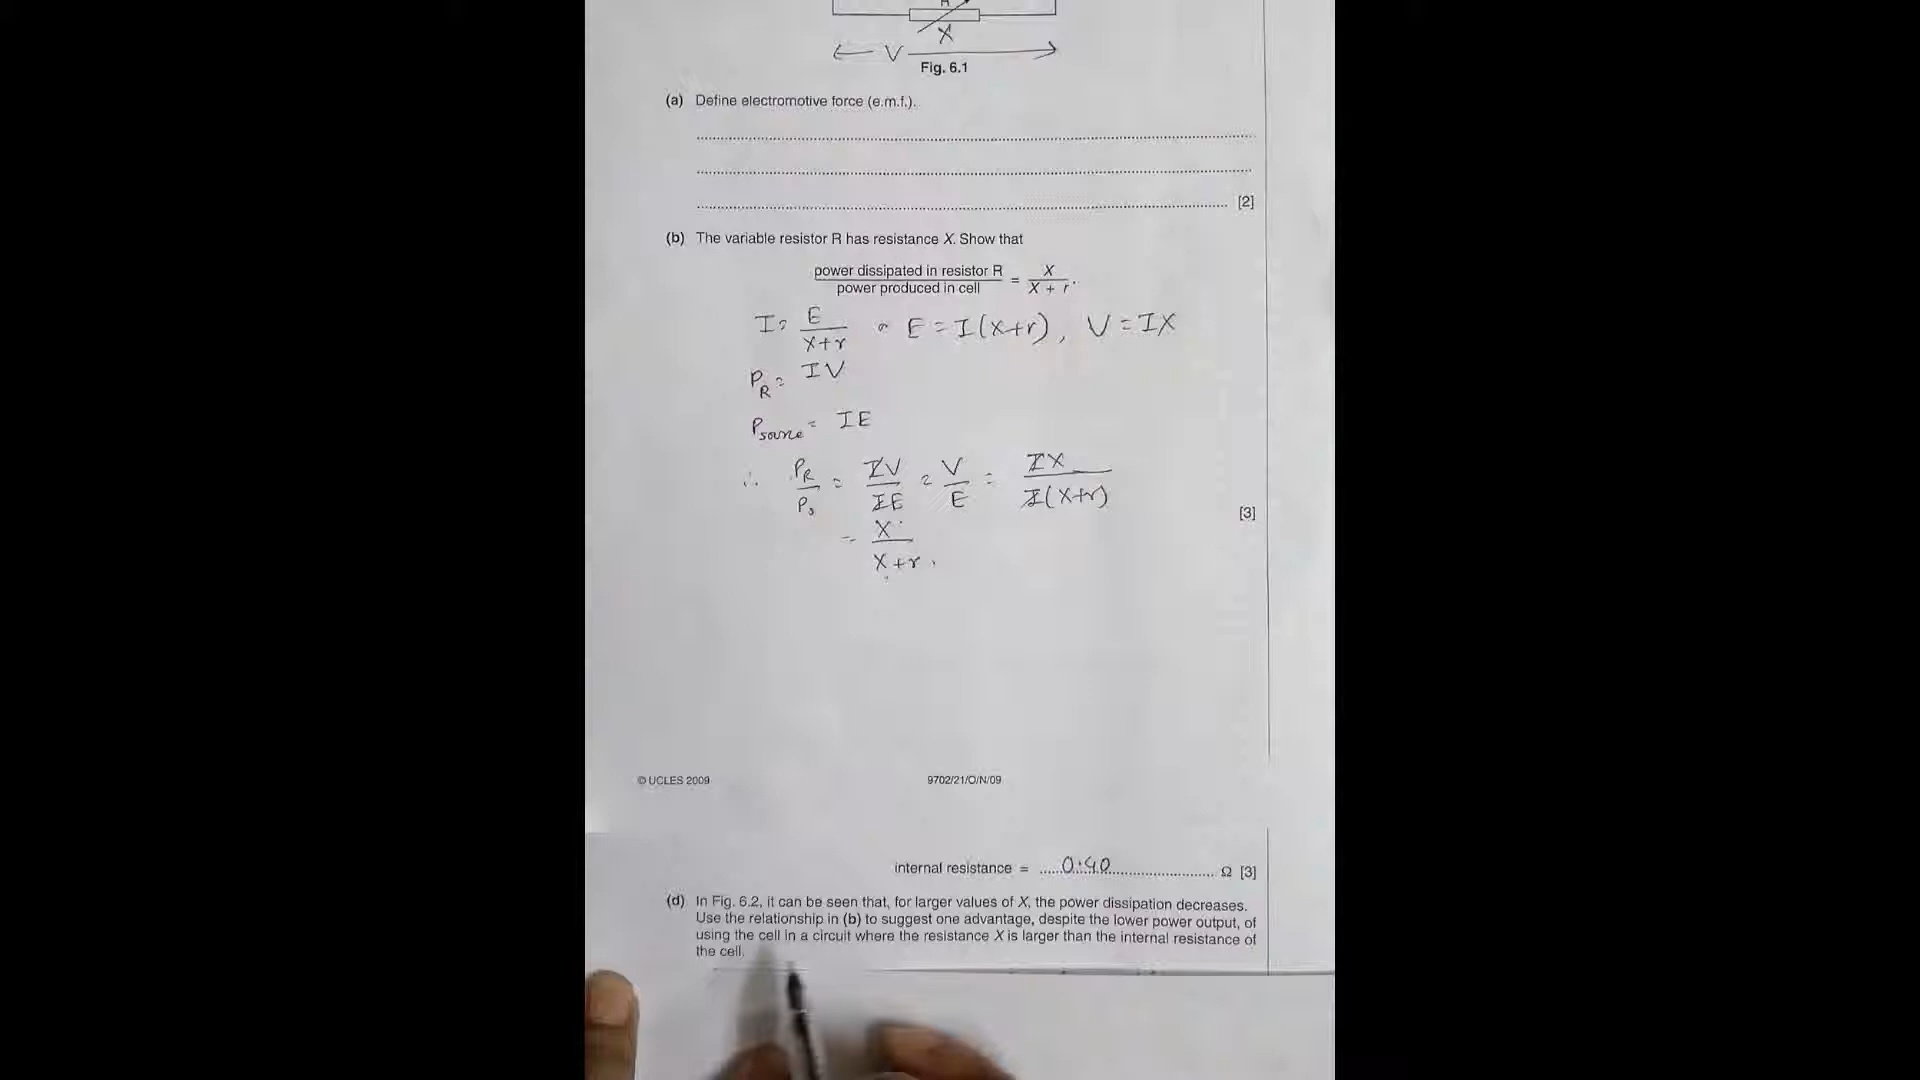 R
X
V
Fig. 6.1
(a) Define electromotive force (e.m.f.).
[2]
(b) The variable resistor R has resistance X. Show that
power dissipated in resistor R / power produced in cell = X / X + r.
I = E / X+r or E = I(X+r), V = IX
P_R = IV
P_source = IE
∴ P_R / P_s = IV / IE = V / E = IX / I(X+r)
[3]
= X / X+r.
© UCLES 2009
9702/21/O/N/09
internal resistance = ......0.40...................... Ω [3]
(d) In Fig. 6.2, it can be seen that, for larger values of X, the power dissipation decreases.
Use the relationship in (b) to suggest one advantage, despite the lower power output, of
using the cell in a circuit where the resistance X is larger than the internal resistance of
the cell.